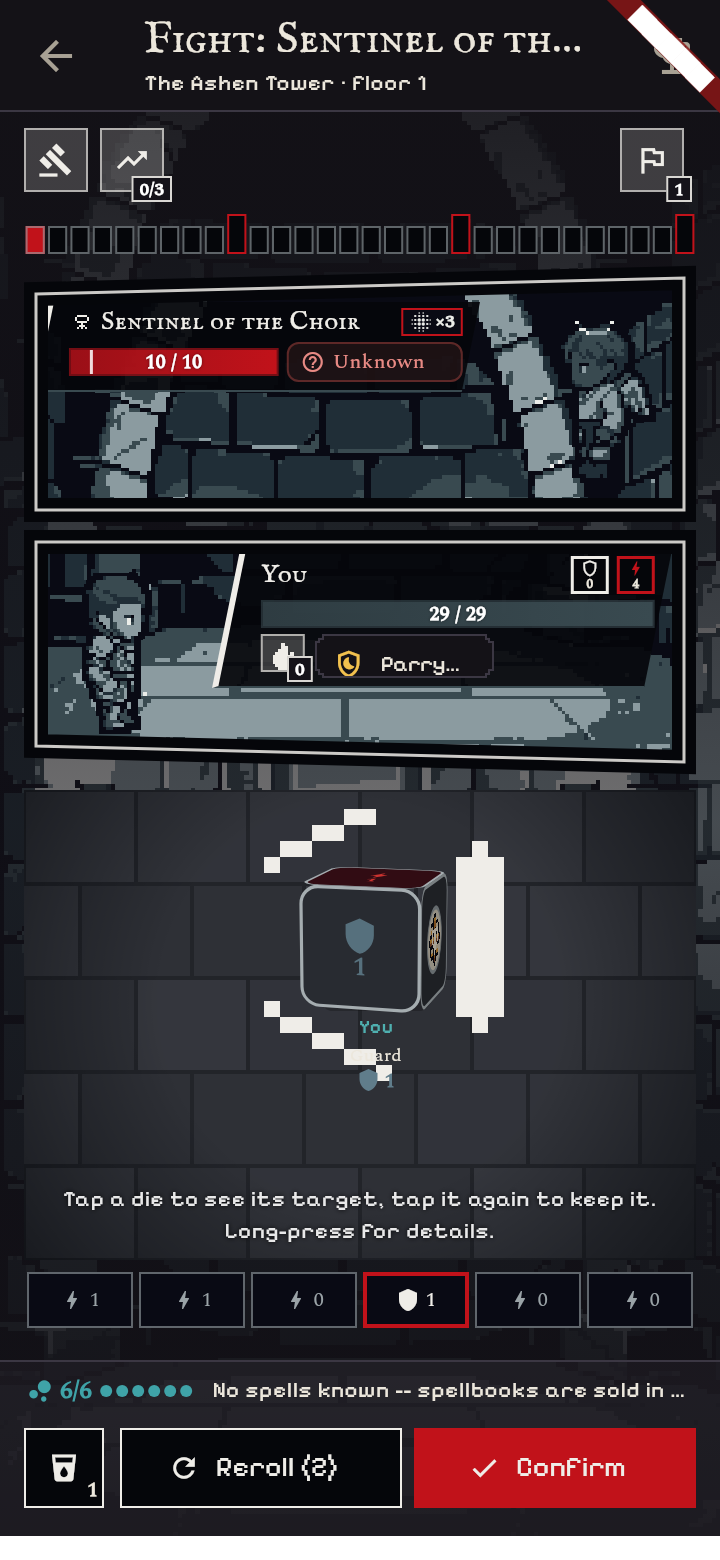 Fight: Sentinel of th...
The Ashen Tower · Floor 1
0/3
1
Sentinel of the Choir
×3
10 / 10
Unknown
You
0
4
29 / 29
0
Parry...
1
You
1
Tap a die to see its target, tap it again to keep it.
Long-press for details.
1
1
0
1
0
0
6/6
No spells known -- spellbooks are sold in ...
1
Reroll (2)
Confirm